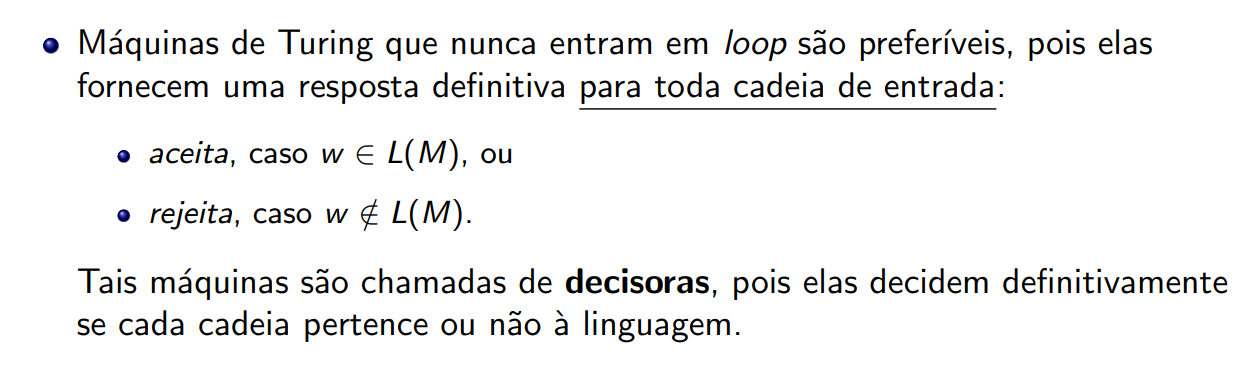 Máquinas de Turing que nunca entram em loop são preferíveis, pois elas
fornecem uma resposta definitiva para toda cadeia de entrada:
aceita, caso w ∈ L(M), ou
rejeita, caso w ∉ L(M).
Tais máquinas são chamadas de decisoras, pois elas decidem definitivamente
se cada cadeia pertence ou não à linguagem.